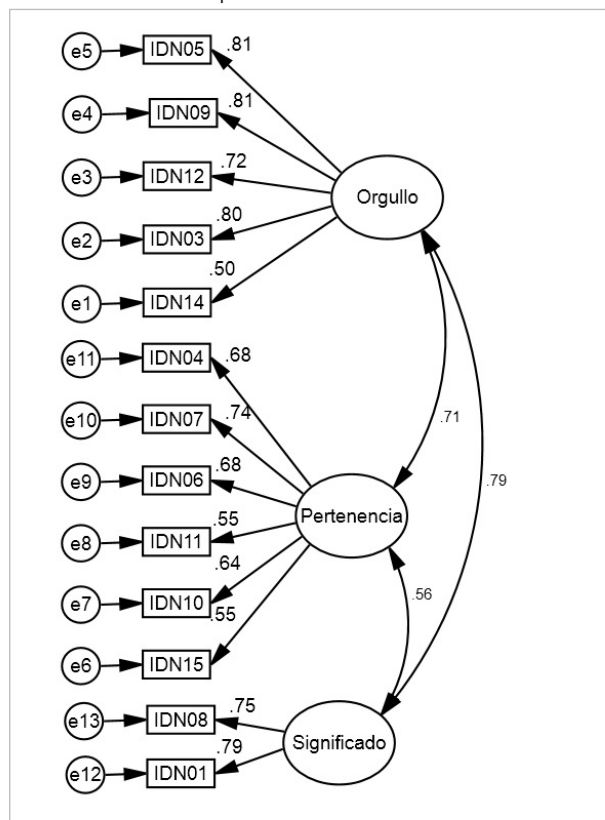 e5 IDN05 .81
e4 IDN09 .81
e3 IDN12 .72
Orgullo
e2 IDN03 .80
e1 IDN14 .50
e11 IDN04 .68
e10 IDN07 .74
.71
.79
e9 IDN06 .68
Pertenencia
e8 IDN11 .55
e7 IDN10 .64
.56
e6 IDN15 .55
e13 IDN08 .75
Significado
e12 IDN01 .79